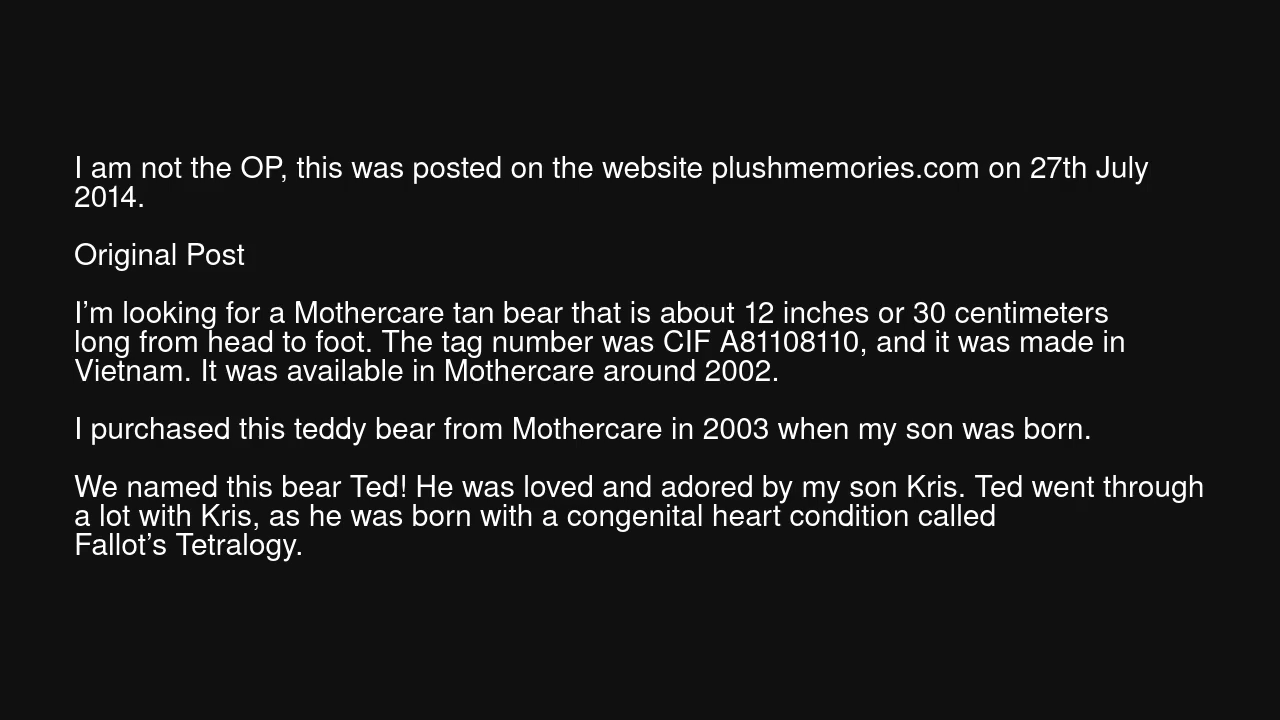 I am not the OP, this was posted on the website plushmemories.com on 27th July
2014.
Original Post
I’m looking for a Mothercare tan bear that is about 12 inches or 30 centimeters
long from head to foot. The tag number was CIF A81108110, and it was made in
Vietnam. It was available in Mothercare around 2002.
I purchased this teddy bear from Mothercare in 2003 when my son was born.
We named this bear Ted! He was loved and adored by my son Kris. Ted went through
a lot with Kris, as he was born with a congenital heart condition called
Fallot’s Tetralogy.